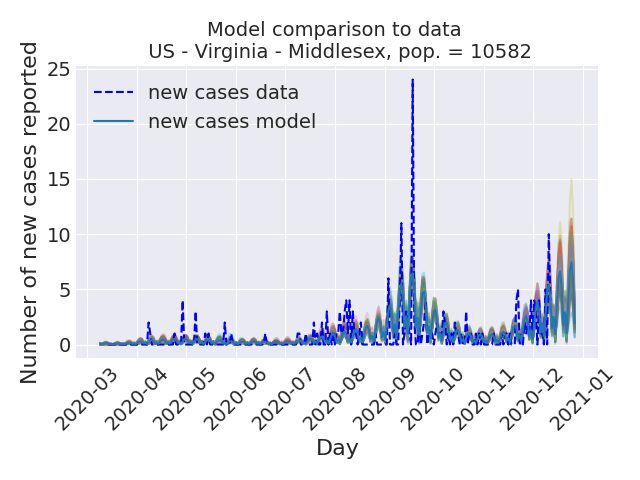 Model comparison to data
US - Virginia - Middlesex, pop. = 10582
Number of new cases reported
25
20
15
10
5
0
new cases data
new cases model
2020-03
2020-04
2020-05
2020-06
2020-07
2020-08
2020-09
2020-10
2020-11
2020-12
2021-01
Day